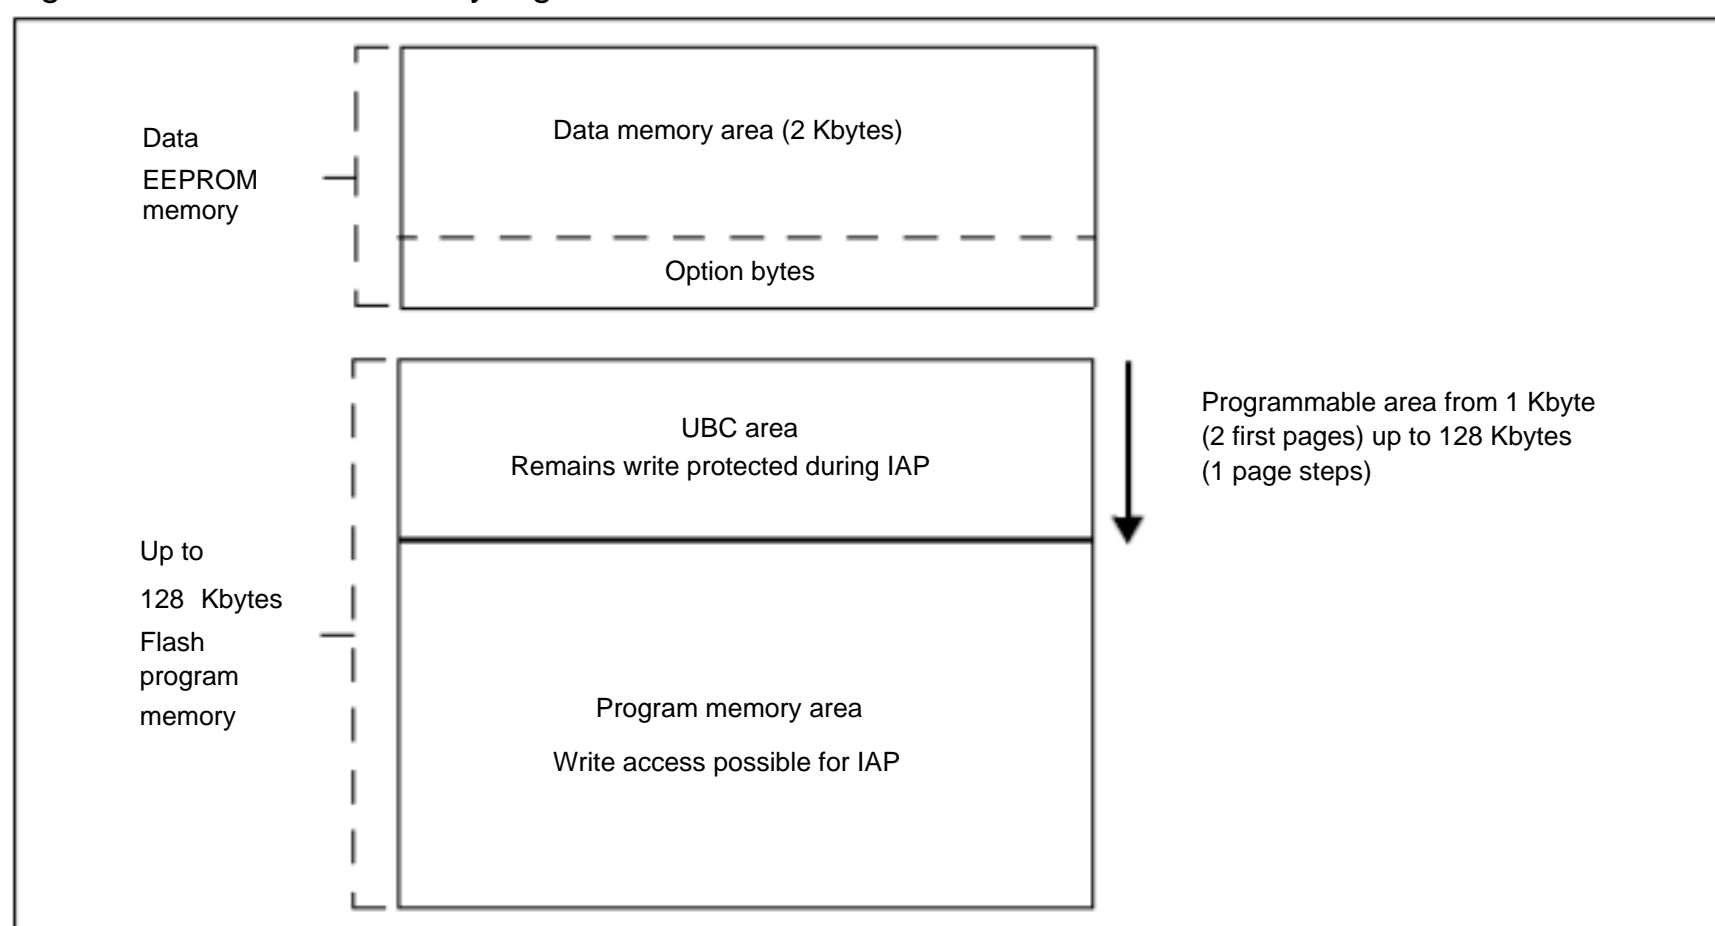 Data memory area (2 Kbytes)
Data
EEPROM
memory
Option bytes
UBC area
Remains write protected during IAP
Programmable area from 1 Kbyte
(2 first pages) up to 128 Kbytes
(1 page steps)
Up to
128 Kbytes
Flash
program
memory
Program memory area
Write access possible for IAP